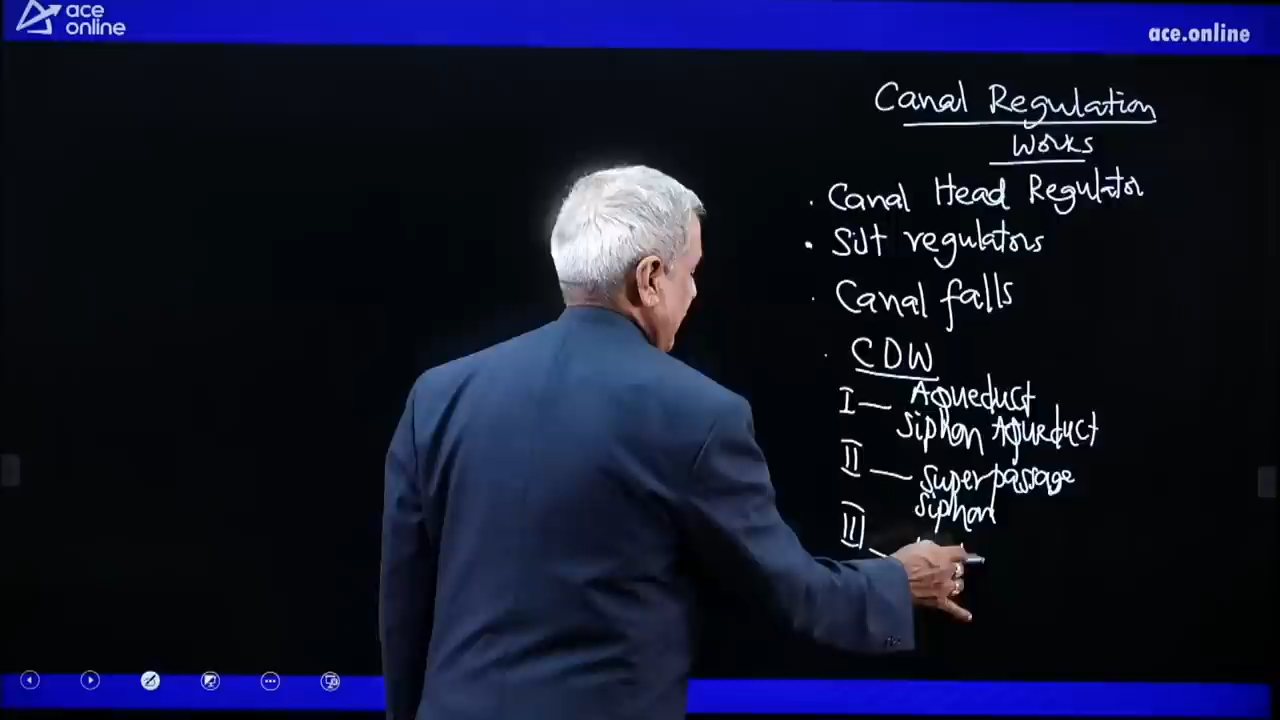 ace
online
ace.online
Canal Regulation
Works
· Canal Head Regulator
· Silt regulators
· Canal falls
· CDW
I — Aqueduct
Siphon Aqueduct
II — Superpassage
Siphon
III —